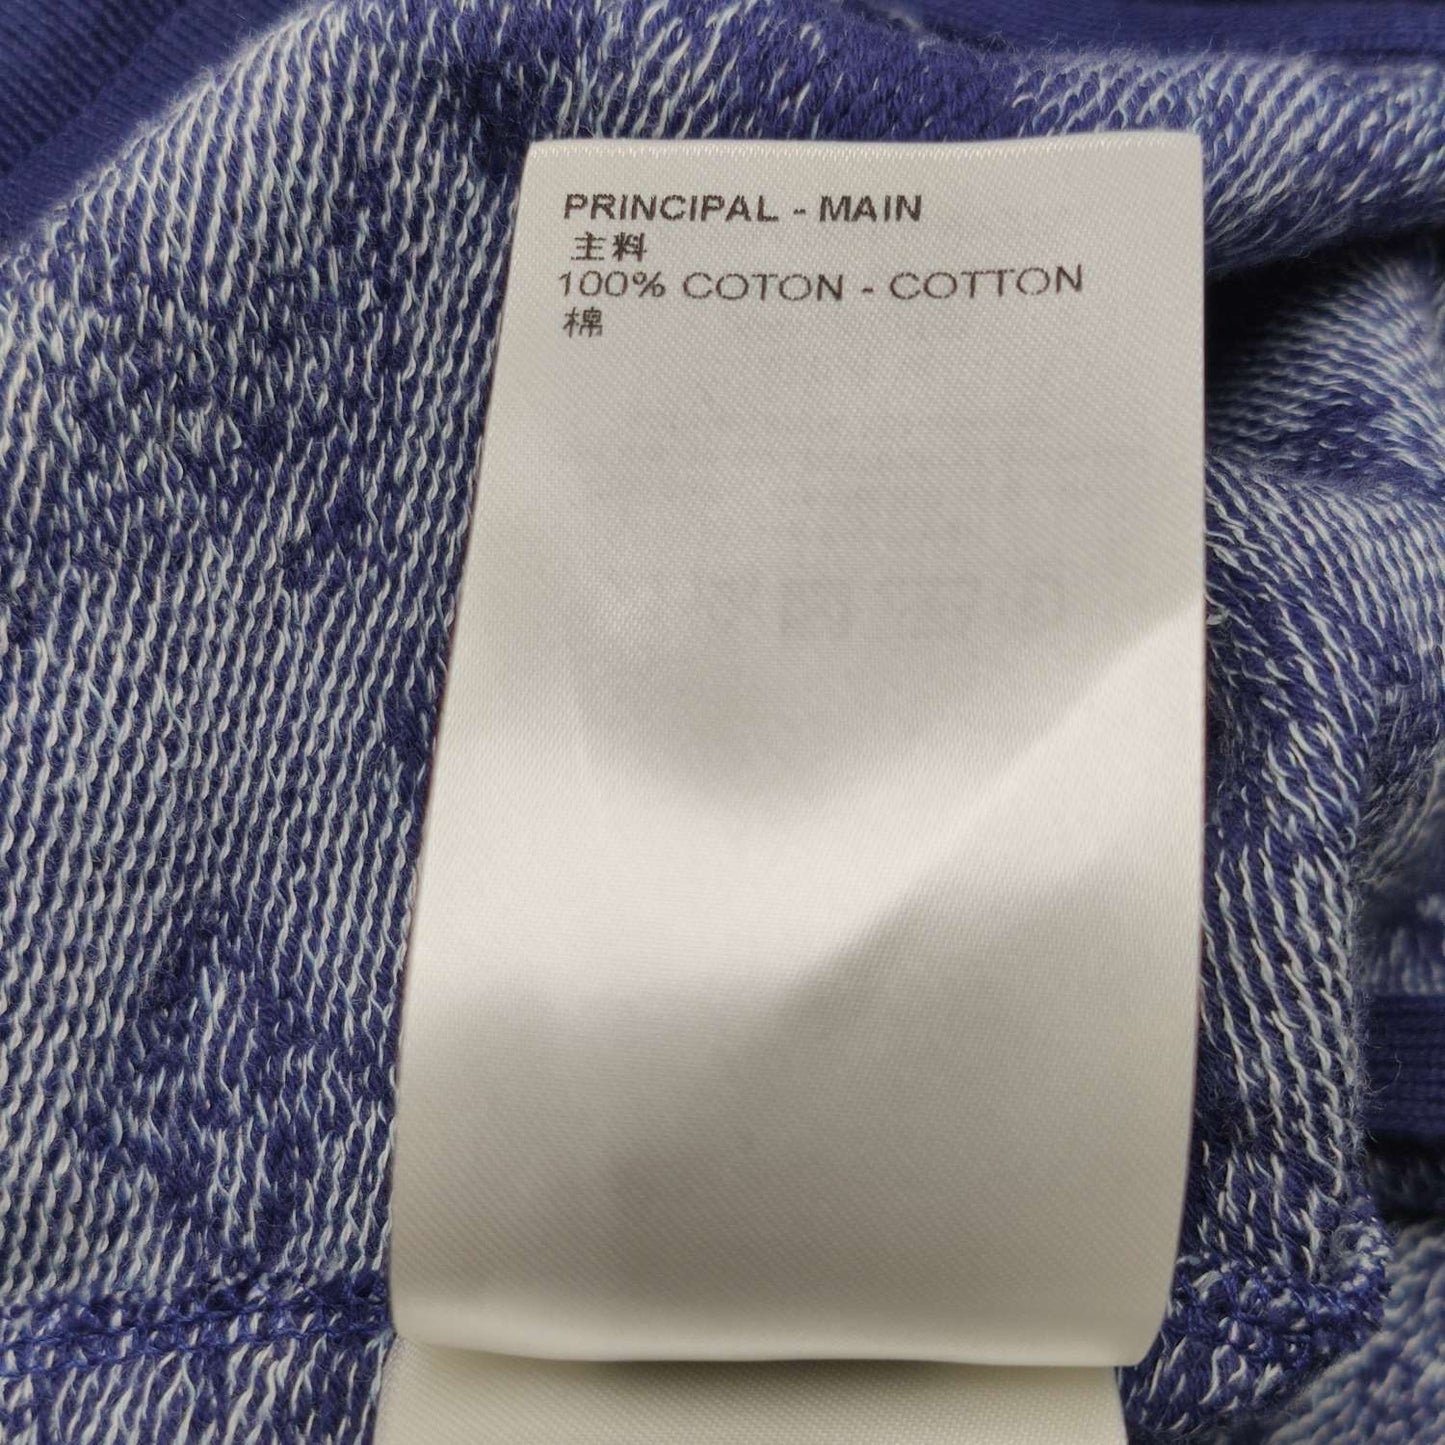 PRINCIPAL - MAIN
主料
100% COTON - COTTON
棉